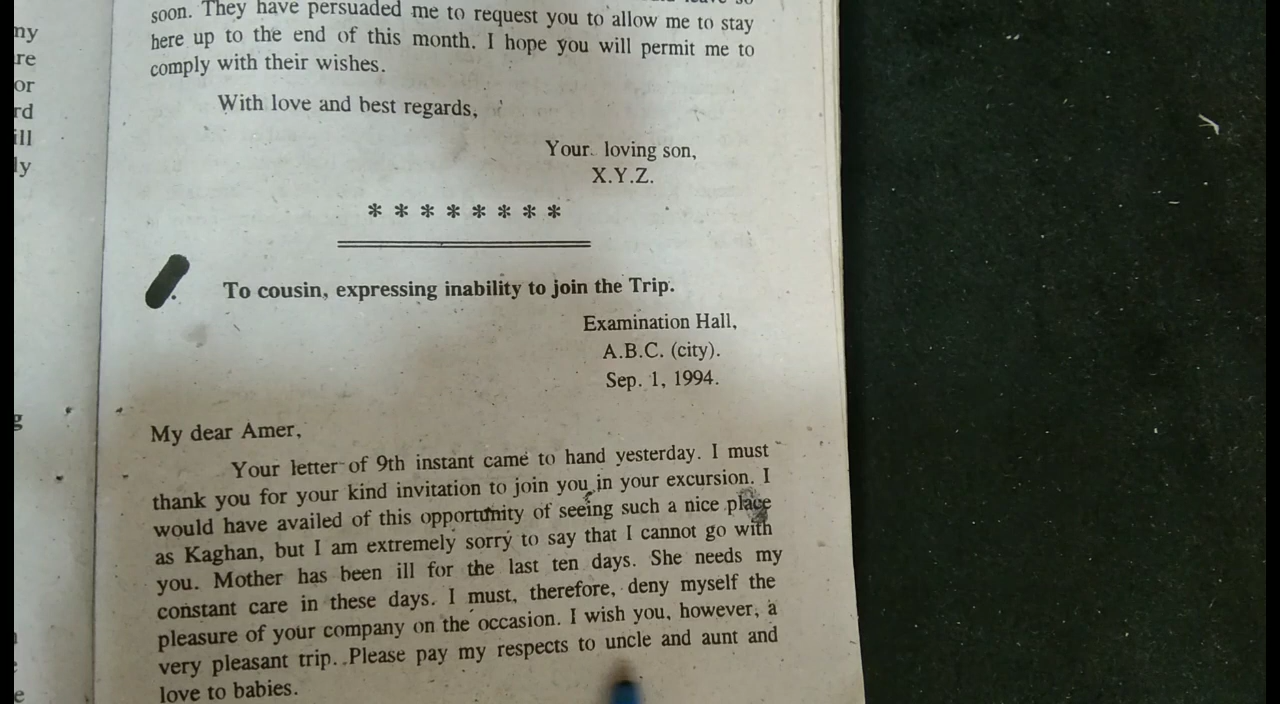 soon. They have persuaded me to request you to allow me to stay
here up to the end of this month. I hope you will permit me to
comply with their wishes.
With love and best regards,
Your loving son,
X.Y.Z.
* * * * * * * *
To cousin, expressing inability to join the Trip.
Examination Hall,
A.B.C. (city).
Sep. 1, 1994.
My dear Amer,
Your letter of 9th instant came to hand yesterday. I must
thank you for your kind invitation to join you in your excursion. I
would have availed of this opportunity of seeing such a nice place
as Kaghan, but I am extremely sorry to say that I cannot go with
you. Mother has been ill for the last ten days. She needs my
constant care in these days. I must, therefore, deny myself the
pleasure of your company on the occasion. I wish you, however, a
very pleasant trip. Please pay my respects to uncle and aunt and
love to babies.